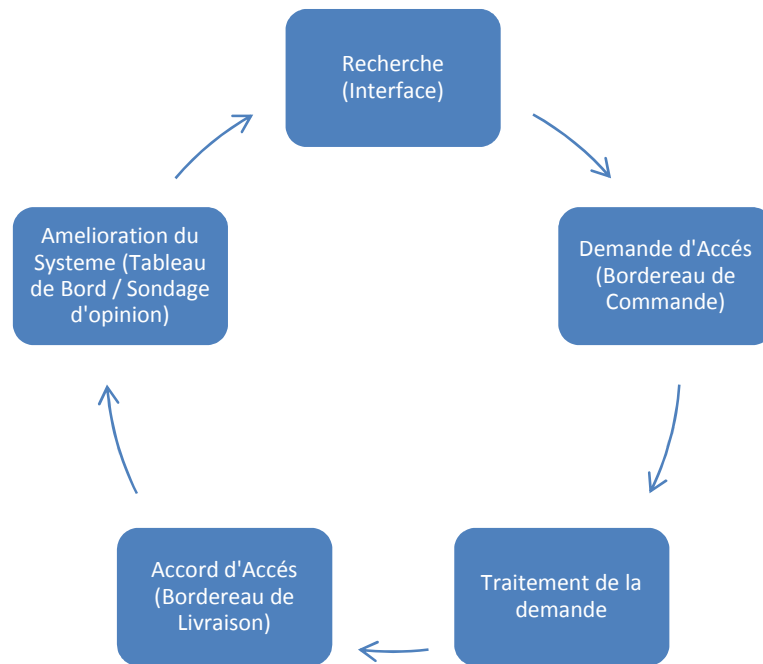 Recherche
(Interface)
Demande d'Accés
(Bordereau de
Commande)
Traitement de la
demande
Accord d'Accés
(Bordereau de
Livraison)
Amelioration du
Systeme (Tableau
de Bord / Sondage
d'opinion)